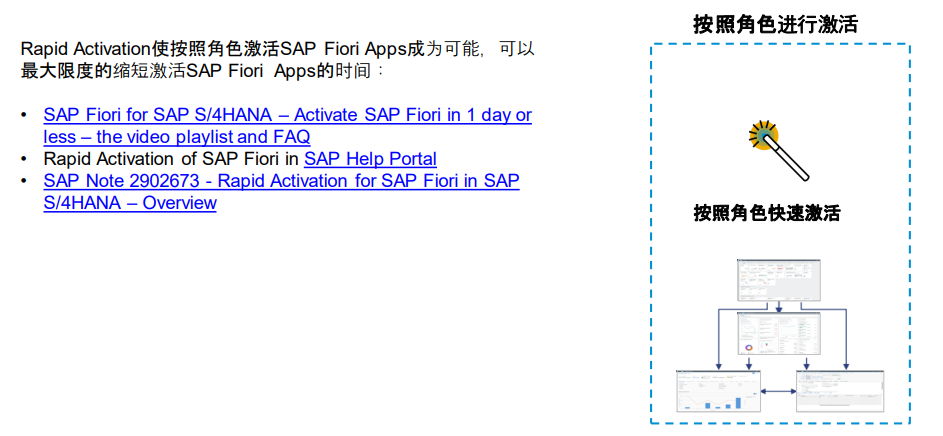 按照角色进行激活
Rapid Activation使按照角色激活SAP Fiori Apps成为可能，可以
最大限度的缩短激活SAP Fiori Apps的时间：
• SAP Fiori for SAP S/4HANA – Activate SAP Fiori in 1 day or
less – the video playlist and FAQ
• Rapid Activation of SAP Fiori in SAP Help Portal
• SAP Note 2902673 - Rapid Activation for SAP Fiori in SAP
S/4HANA – Overview
按照角色快速激活